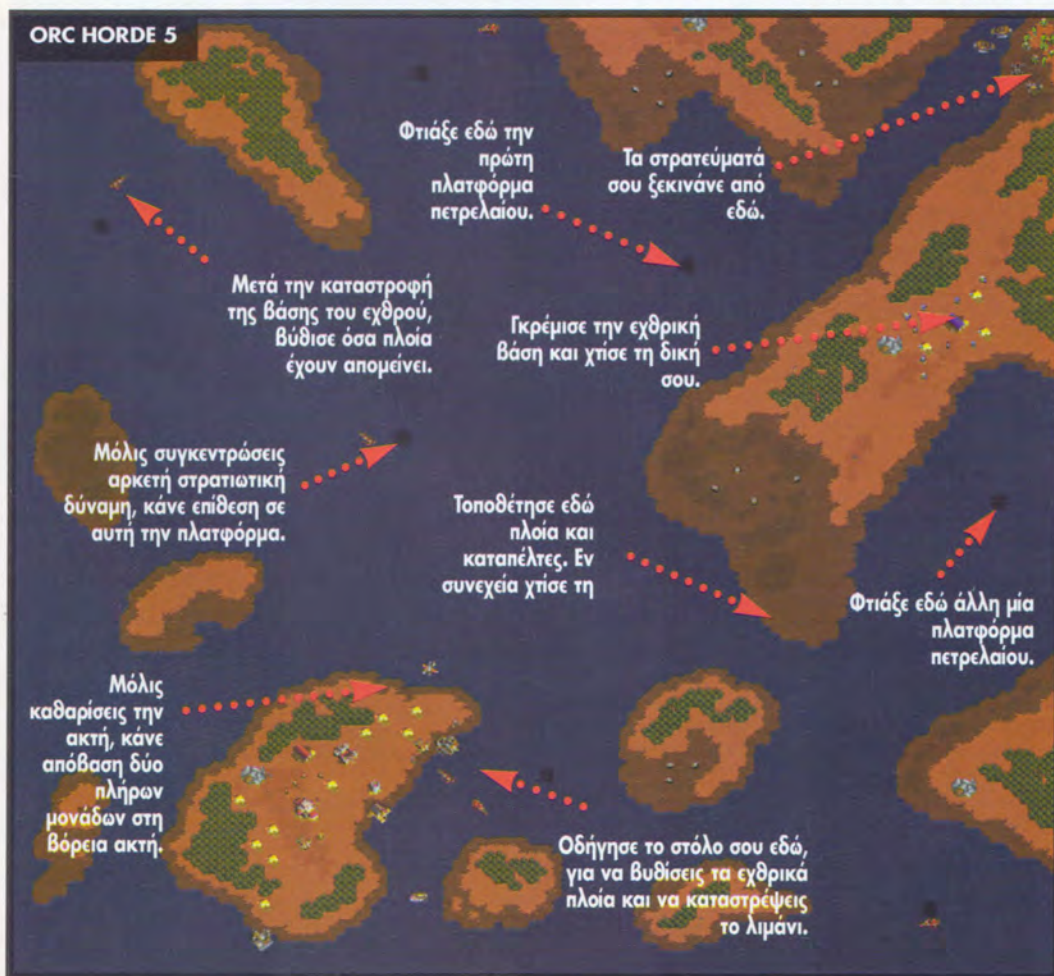 ORC HORDE 5
Φτιάξε εδώ την
πρώτη
πλατφόρμα
πετρελαίου.
Τα στρατεύματά
σου ξεκινάνε από
εδώ.
Μετά την καταστροφή
της βάσης του εχθρού,
βύθισε όσα πλοία
έχουν απομείνει.
Γκρέμισε την εχθρική
βάση και χτίσε τη δική
σου.
Μόλις συγκεντρώσεις
αρκετή στρατιωτική
δύναμη, κάνε επίθεση σε
αυτή την πλατφόρμα.
Τοποθέτησε εδώ
πλοία και
καταπέλτες. Εν
συνεχεία χτίσε τη
Φτιάξε εδώ άλλη μία
πλατφόρμα
πετρελαίου.
Μόλις
καθαρίσεις την
ακτή, κάνε
απόβαση δύο
πλήρων
μονάδων στη
βόρεια ακτή.
Οδήγησε το στόλο σου εδώ,
για να βυθίσεις τα εχθρικά
πλοία και να καταστρέψεις
το λιμάνι.